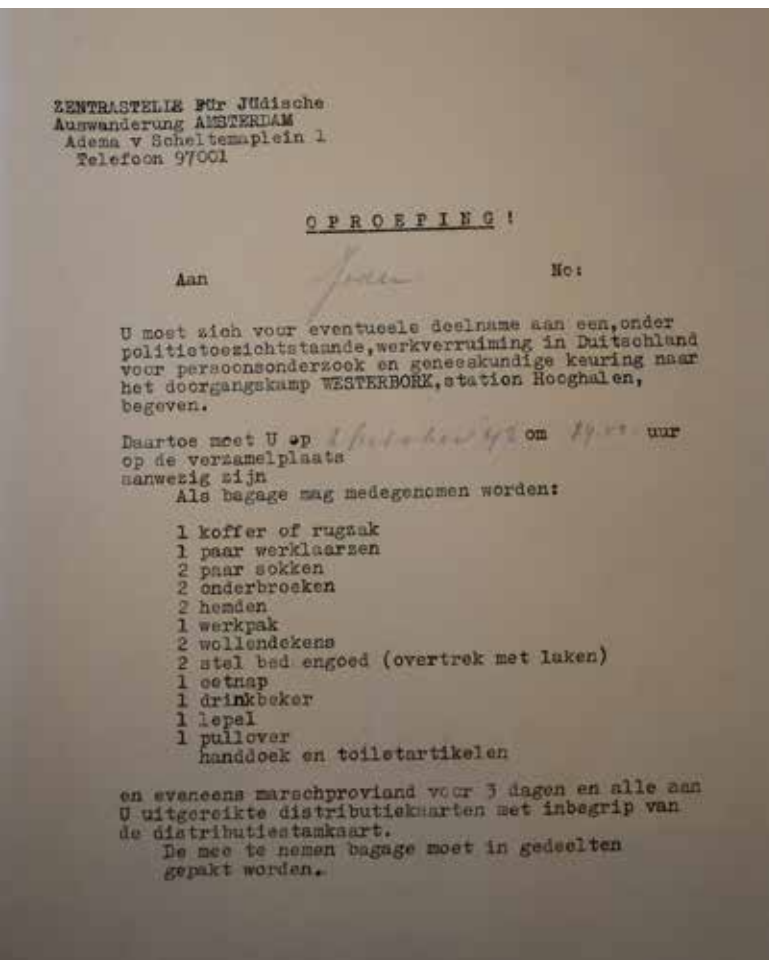 ZENTRASTELLE Für Jüdische
Auswanderung AMSTERDAM
Adema v Scheltemaplein 1
Telefoon 97001
OPROEPING!
Aan Joden No:
U moet zich voor eventueele deelname aan een,onder
politietoezichtstaande,werkverruiming in Duitschland
voor persoonsonderzoek en geneeskundige keuring naar
het doorgangskamp WESTERBORK,station Hooghalen,
begeven.
Daartoe moet U op om uur
op de verzamelplaats
aanwezig zijn
Als bagage mag medegenomen worden:
1 koffer of rugzak
1 paar werklaarzen
2 paar sokken
2 onderbroeken
2 hemden
1 werkpak
2 wollendekens
2 stel bed engoed (overtrek met laken)
1 eetnap
1 drinkbeker
1 lepel
1 pullover
handdoek en toiletartikelen
en eveneens marschproviand voor 3 dagen en alle aan
U uitgereikte distributiekaarten met inbegrip van
de distributiestamkaart.
De mee te nemen bagage moet in gedeelten
gepakt worden.